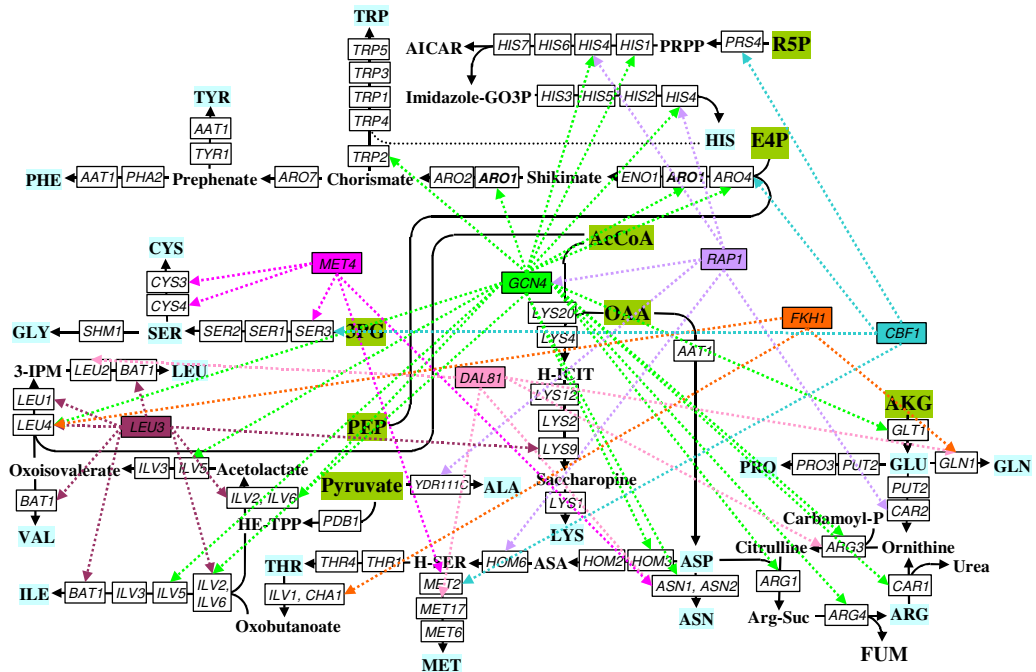 TRP
TRP5
TRP3
TRP1
TRP4
TRP2
AICAR HIS7 HIS6 HIS4 HIS1 PRPP PRS4 R5P
Imidazole-GO3P HIS3 HIS5 HIS2 HIS4
HIS
TYR
AAT1
TYR1
E4P
PHE AAT1 PHA2 Prephenate ARO7 Chorismate ARO2 ARO1 Shikimate ENO1 ARO1 ARO4
CYS
CYS3
CYS4
MET4
AcCoA
GCN4
RAP1
GLY SHM1 SER SER2 SER1 SER3 3PG
LYS20
OAA
FKH1
CBF1
LYS4
AAT1
H-ICIT
3-IPM LEU2 BAT1 LEU
DAL81
LEU1
LEU4
LEU3
PEP
LYS12
LYS2
LYS9
AKG
GLT1
Oxoisovalerate ILV3 ILV5 Acetolactate
Saccharopine
PRO PRO3 PUT2 GLU GLN1 GLN
BAT1
VAL
ILV2, ILV6
Pyruvate YDR111C ALA
HE-TPP PDB1
LYS1
LYS
PUT2
CAR2
Carbamoyl-P
Citrulline ARG3 Ornithine
THR THR4 THR1 H-SER HOM6 ASA HOM2 HOM3 ASP
Urea
ILE BAT1 ILV3 ILV5 ILV2, ILV6
ILV1, CHA1
MET2
ASN1, ASN2
ARG1
CAR1
Oxobutanoate
MET17
ASN
Arg-Suc ARG4 ARG
MET6
MET
FUM